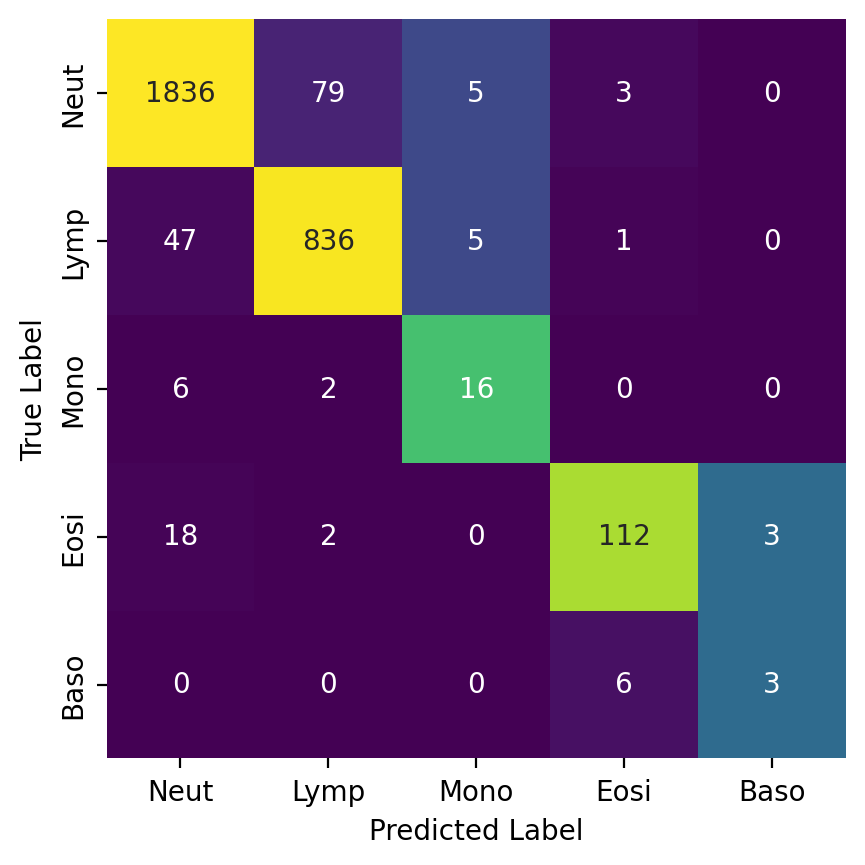 True Label
Neut 1836 79 5 3 0
Lymp 47 836 5 1 0
Mono 6 2 16 0 0
Eosi 18 2 0 112 3
Baso 0 0 0 6 3
Neut Lymp Mono Eosi Baso
Predicted Label